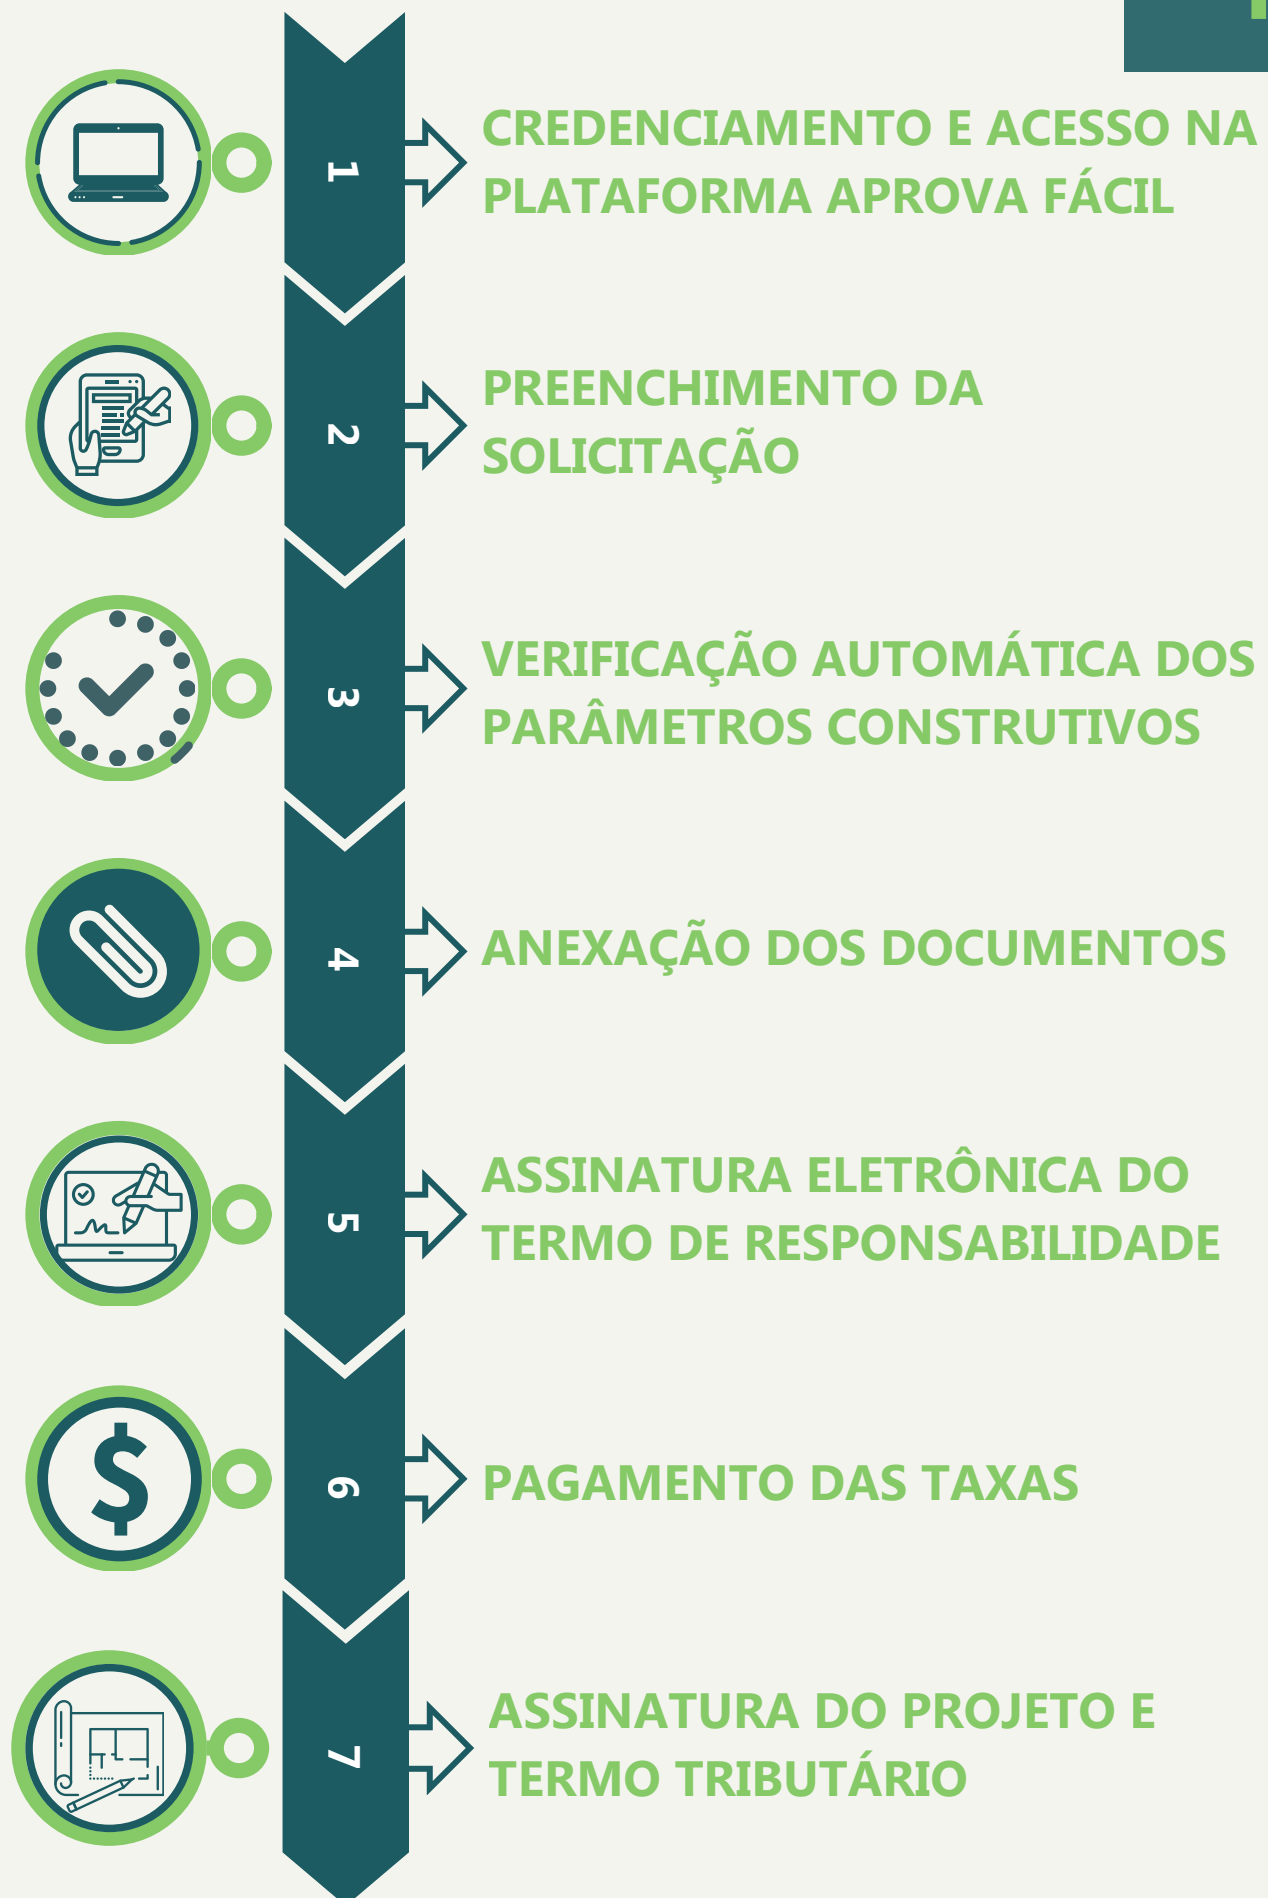 1
CREDENCIAMENTO E ACESSO NA
PLATAFORMA APROVA FÁCIL
2
PREENCHIMENTO DA
SOLICITAÇÃO
3
VERIFICAÇÃO AUTOMÁTICA DOS
PARÂMETROS CONSTRUTIVOS
4
ANEXAÇÃO DOS DOCUMENTOS
5
ASSINATURA ELETRÔNICA DO
TERMO DE RESPONSABILIDADE
6
PAGAMENTO DAS TAXAS
7
ASSINATURA DO PROJETO E
TERMO TRIBUTÁRIO